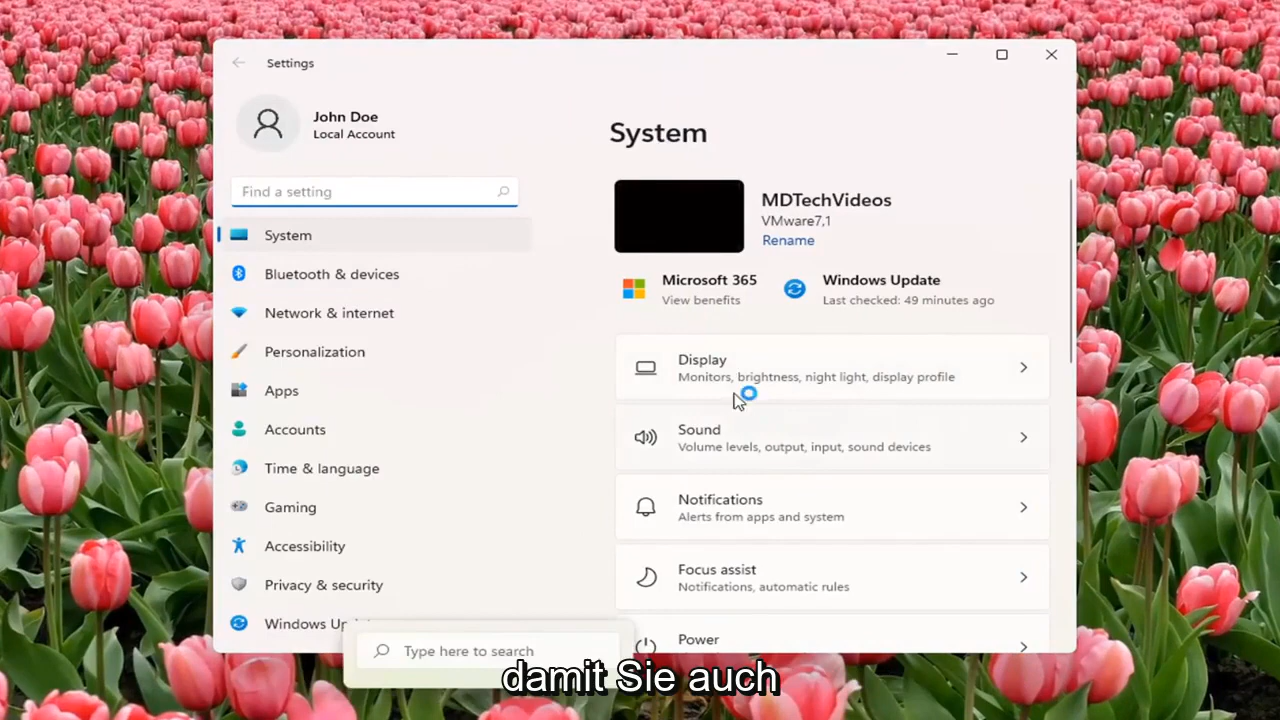 Settings
John Doe
Local Account
Find a setting
System
Bluetooth & devices
Network & internet
Personalization
Apps
Accounts
Time & language
Gaming
Accessibility
Privacy & security
Windows
System
MDTechVideos
VMware7,1
Rename
Microsoft 365
View benefits
Windows Update
Last checked: 49 minutes ago
Display
Monitors, brightness, night light, display profile
Sound
Volume levels, output, input, sound devices
Notifications
Alerts from apps and system
Focus assist
Notifications, automatic rules
Power
Type here to search
damit Sie auch